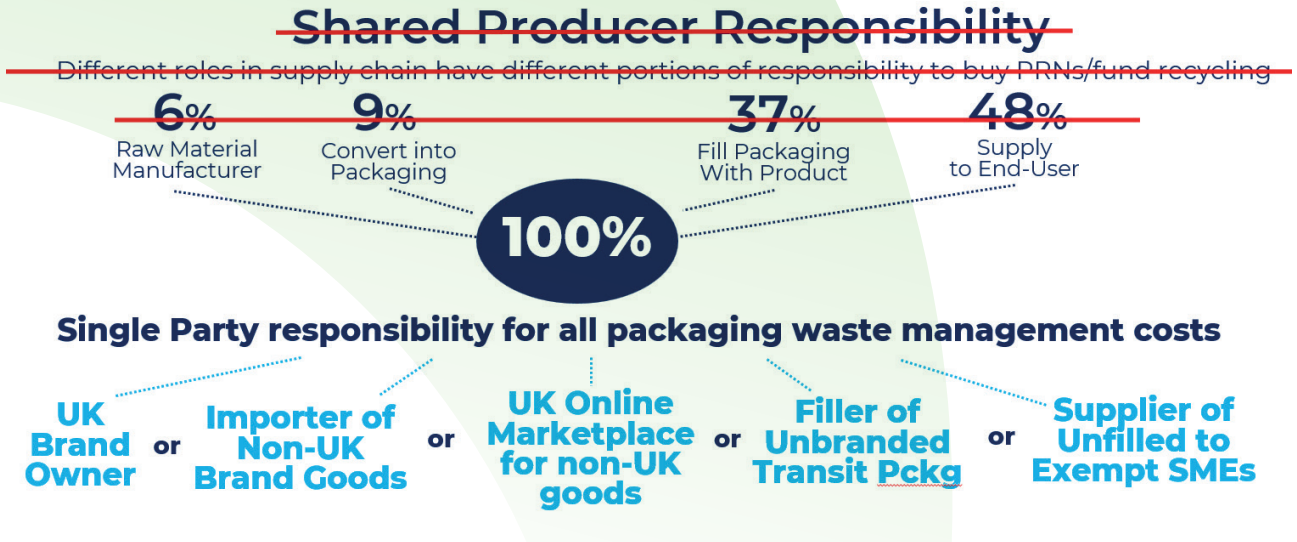 Shared Producer Responsibility
Different roles in supply chain have different portions of responsibility to buy PRNs/fund recycling
6% 9% 37% 48%
Raw Material
Manufacturer
Convert into
Packaging
Fill Packaging
With Product
Supply
to End-User
100%
Single Party responsibility for all packaging waste management costs
UK
Brand
Owner
or
Importer of
Non-UK
Brand Goods
or
UK Online
Marketplace
for non-UK
goods
or
Filler of
Unbranded
Transit Pckg
or
Supplier of
Unfilled to
Exempt SMEs